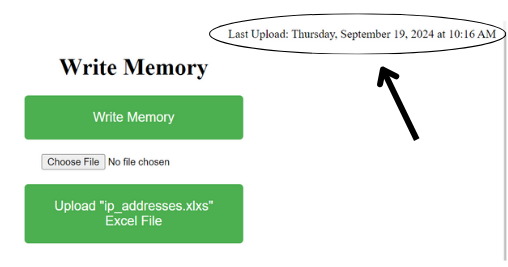 Last Upload: Thursday, September 19, 2024 at 10:16 AM
Write Memory
Write Memory
Choose File No file chosen
Upload "ip_addresses.xlxs"
Excel File